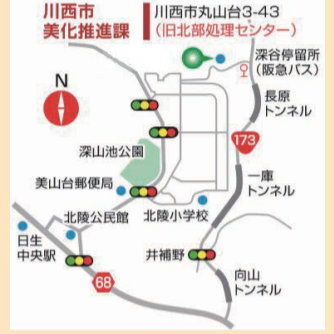 川西市
美化推進課
川西市丸山台3-43
(旧北部処理センター)
深谷停留所
(阪急バス)
N
長原
トンネル
173
深山池公園
一庫
トンネル
美山台郵便局
北陵小学校
北陵公民館
日生
中央駅
井補野
68
向山
トンネル